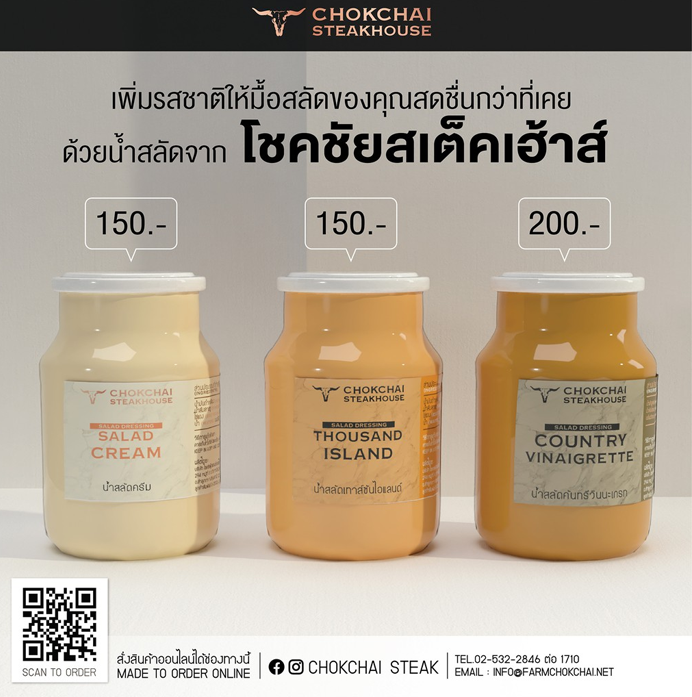 CHOKCHAI
STEAKHOUSE
เพิ่มรสชาติให้มื้อสลัดของคุณสดชื่นกว่าที่เคย
ด้วยน้ำสลัดจาก โชคชัยสเต็คเฮ้าส์
150.-
150.-
200.-
CHOKCHAI
STEAKHOUSE
SALAD DRESSING
SALAD
CREAM
น้ำสลัดครีม
CHOKCHAI
STEAKHOUSE
SALAD DRESSING
THOUSAND
ISLAND
น้ำสลัดเทาส์ซันไอแลนด์
CHOKCHAI
STEAKHOUSE
SALAD DRESSING
COUNTRY
VINAIGRETTE
น้ำสลัดคันทรีวินนะเกรท
SCAN TO ORDER
สั่งสินค้าออนไลน์ได้ช่องทางนี้
MADE TO ORDER ONLINE
CHOKCHAI STEAK
TEL.02-532-2846 ต่อ 1710
EMAIL : INFO@FARMCHOKCHAI.NET